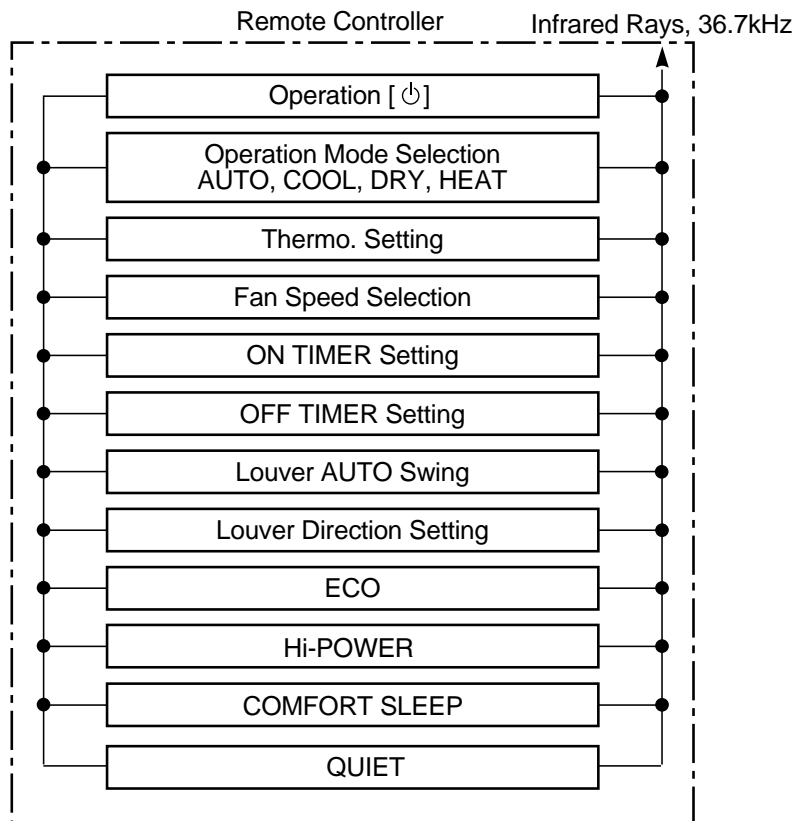 Remote Controller
Infrared Rays, 36.7kHz
Operation [ ⏻ ]
Operation Mode Selection
AUTO, COOL, DRY, HEAT
Thermo. Setting
Fan Speed Selection
ON TIMER Setting
OFF TIMER Setting
Louver AUTO Swing
Louver Direction Setting
ECO
Hi-POWER
COMFORT SLEEP
QUIET